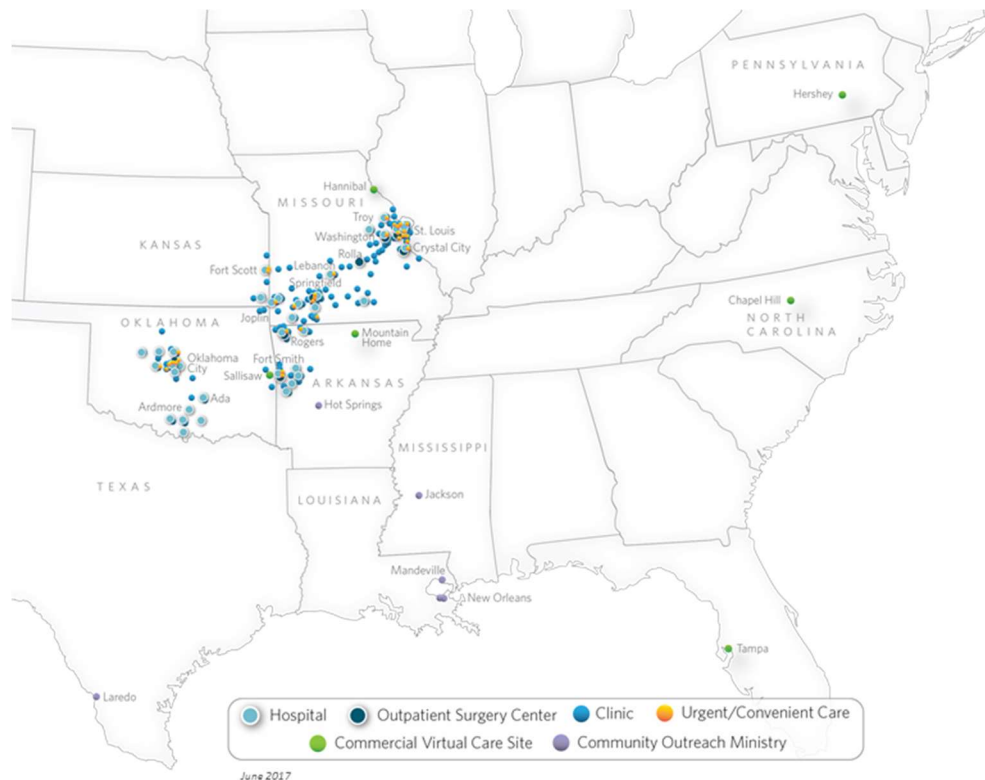 PENNSYLVANIA
Hershey
Hannibal
MISSOURI
Troy
St. Louis
Washington
Crystal City
KANSAS
Rolla
Fort Scott
Lebanon
Springfield
Chapel Hill
Joplin
NORTH
CAROLINA
OKLAHOMA
Mountain
Home
Rogers
Oklahoma
City
Fort Smith
Sallisaw
ARKANSAS
Ada
Ardmore
Hot Springs
MISSISSIPPI
TEXAS
LOUISIANA
Jackson
Mandeville
New Orleans
Tampa
Laredo
Hospital Outpatient Surgery Center Clinic Urgent/Convenient Care
Commercial Virtual Care Site Community Outreach Ministry
June 2017